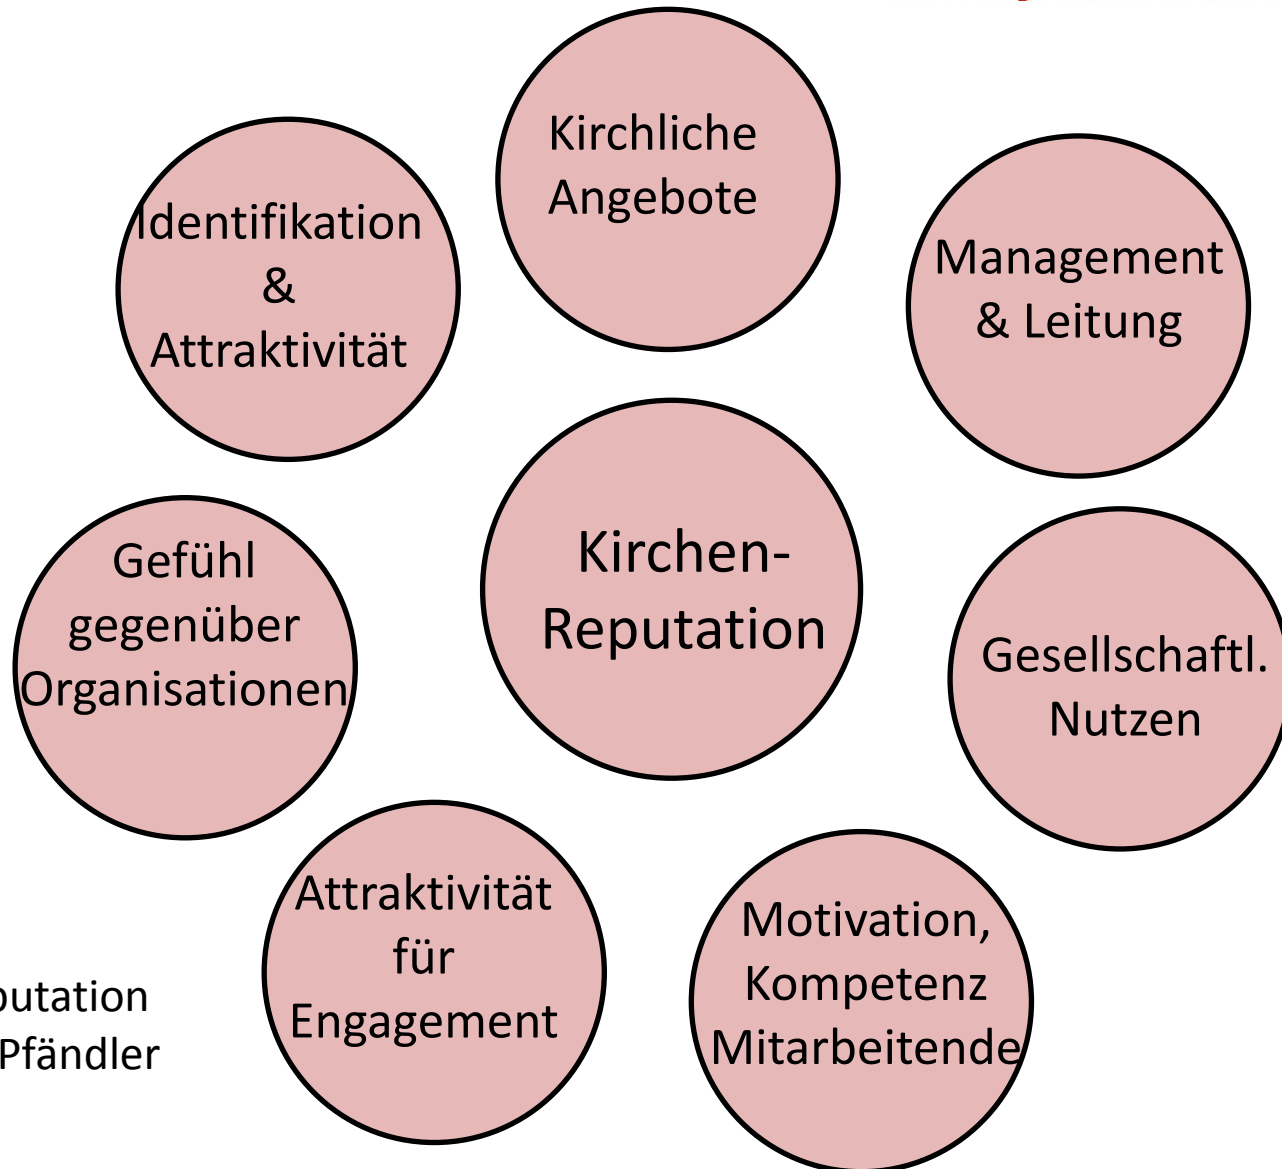 Kirchliche
Angebote
Identifikation
&
Attraktivität
Management
& Leitung
Gefühl
gegenüber
Organisationen
Kirchen-
Reputation
Gesellschaftl.
Nutzen
Attraktivität
für
Engagement
Motivation,
Kompetenz
Mitarbeitende
Pfändler